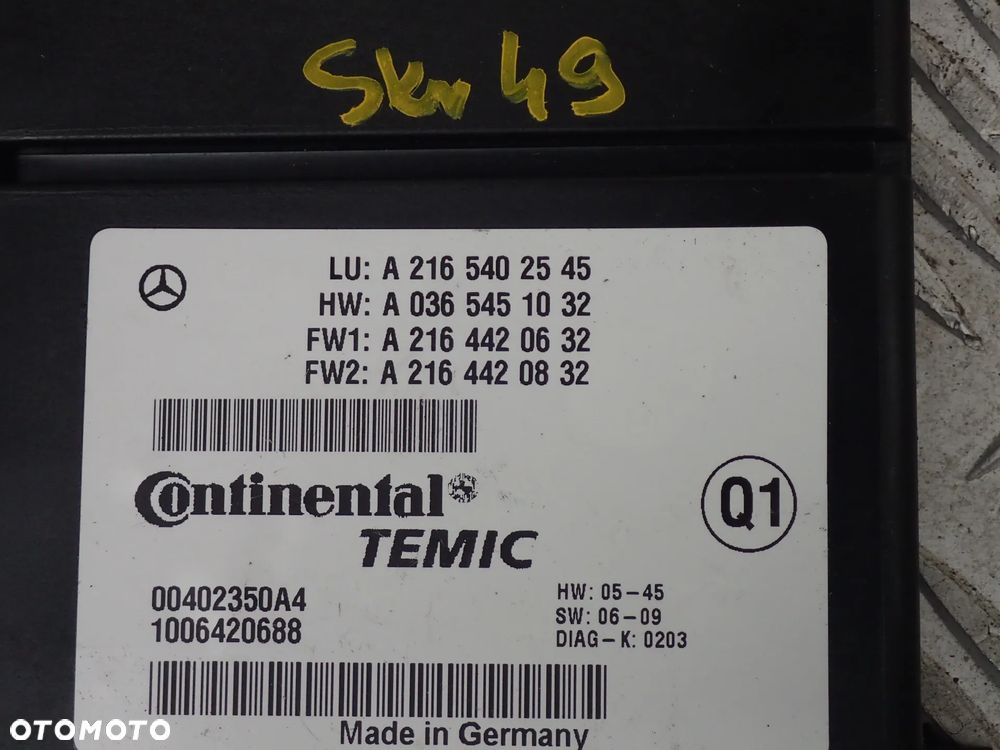 Skn 49
LU: A 216 540 25 45
HW: A 036 545 10 32
FW1: A 216 442 06 32
FW2: A 216 442 08 32
Continental
TEMIC
Q1
00402350A4
1006420688
HW: 05-45
SW: 06-09
DIAG-K: 0203
Made in Germany
OTOMOTO